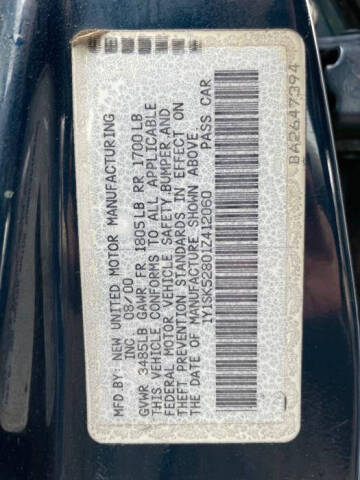 MFD.BY: NEW UNITED MOTOR MANUFACTURING
INC. 08/00
GVWR 3485LB GAWR FR. 1805LB RR. 1700LB
THIS VEHICLE CONFORMS TO ALL APPLICABLE
FEDERAL MOTOR VEHICLE SAFETY,BUMPER,AND
THEFT PREVENTION STANDARDS IN EFFECT ON
THE DATE OF MANUFACTURE SHOWN ABOVE.
1Y1SK52801Z412060 PASS CAR
BA2647394